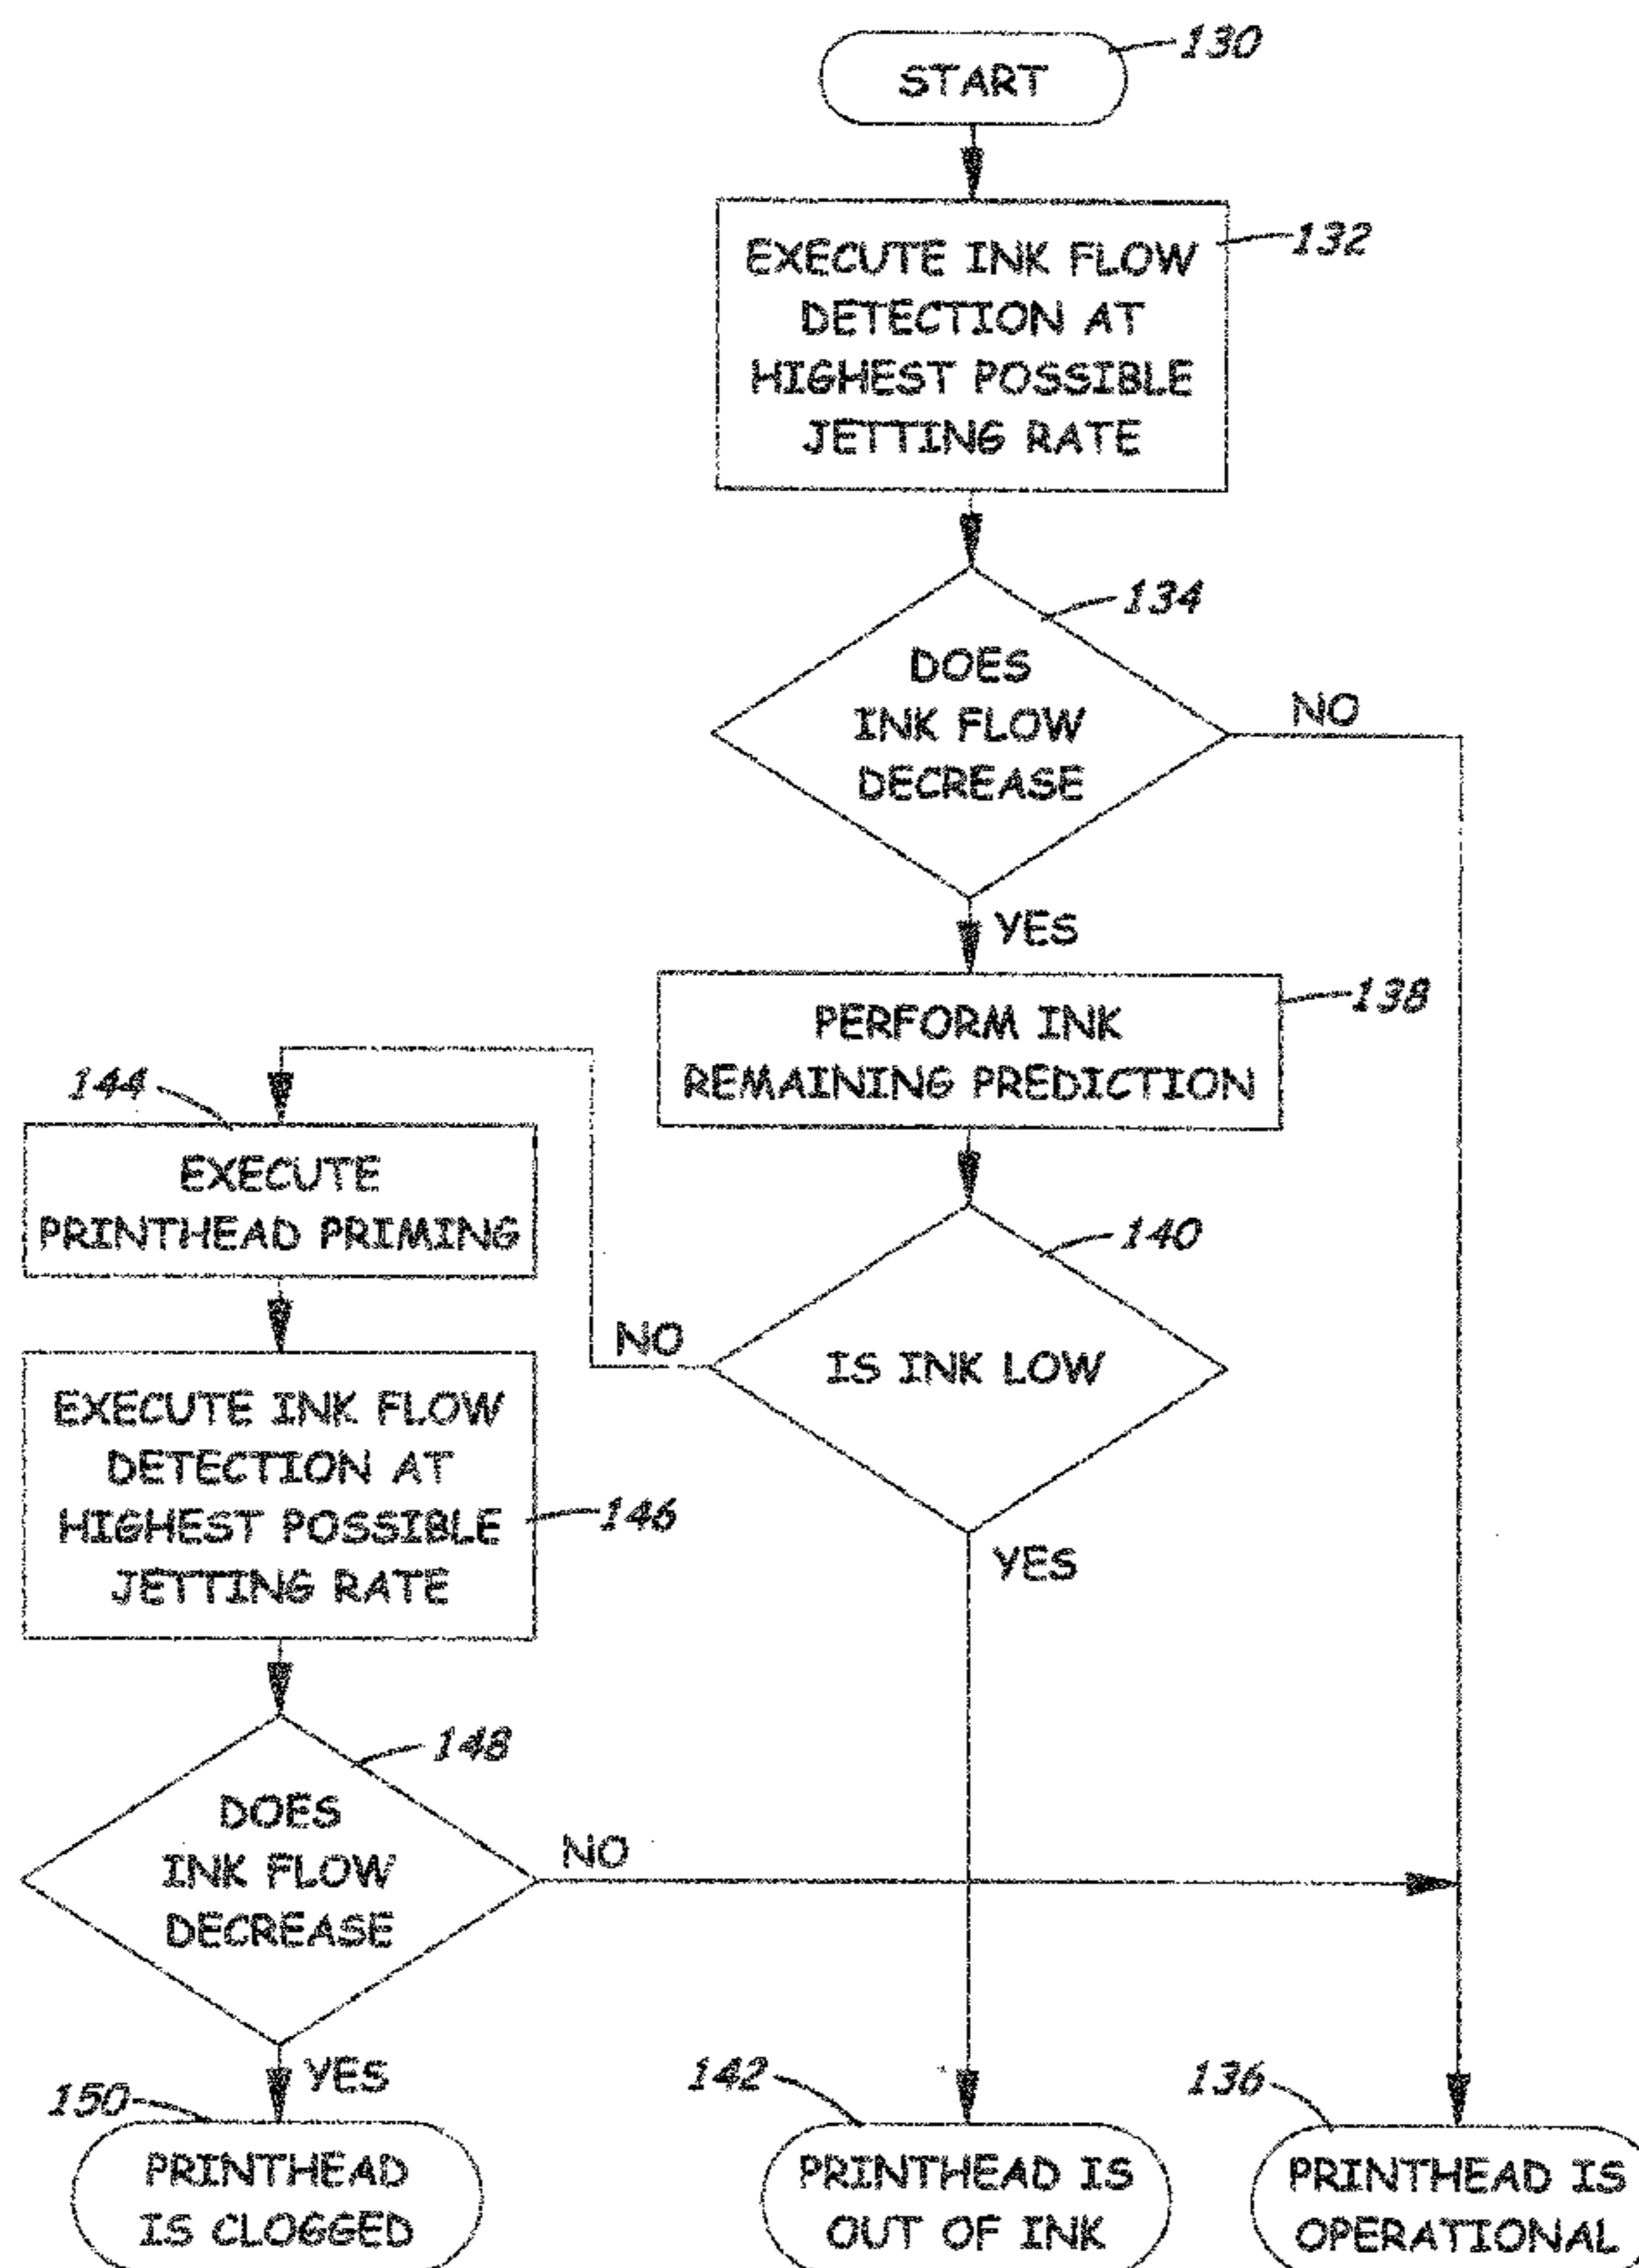 START
130
EXECUTE INK FLOW
DETECTION AT
HIGHEST POSSIBLE
JETTING RATE
132
DOES
INK FLOW
DECREASE
134
NO
YES
PERFORM INK
REMAINING PREDICTION
138
144
EXECUTE
PRINTHEAD PRIMING
IS INK LOW
140
NO
YES
EXECUTE INK FLOW
DETECTION AT
HIGHEST POSSIBLE
JETTING RATE
146
DOES
INK FLOW
DECREASE
148
NO
YES
150
PRINTHEAD
IS CLOGGED
142
PRINTHEAD IS
OUT OF INK
136
PRINTHEAD IS
OPERATIONAL